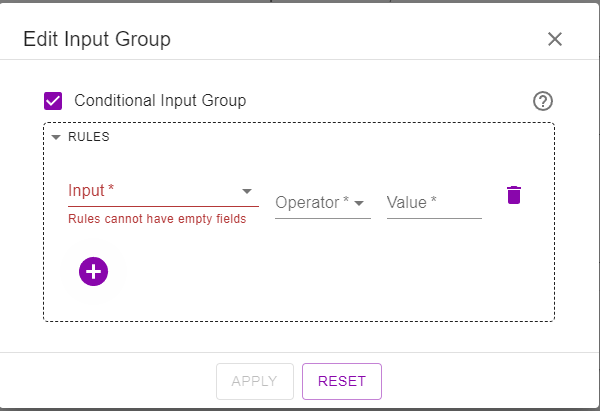 Edit Input Group
Conditional Input Group
RULES
Input *
Operator * Value *
Rules cannot have empty fields
APPLY RESET